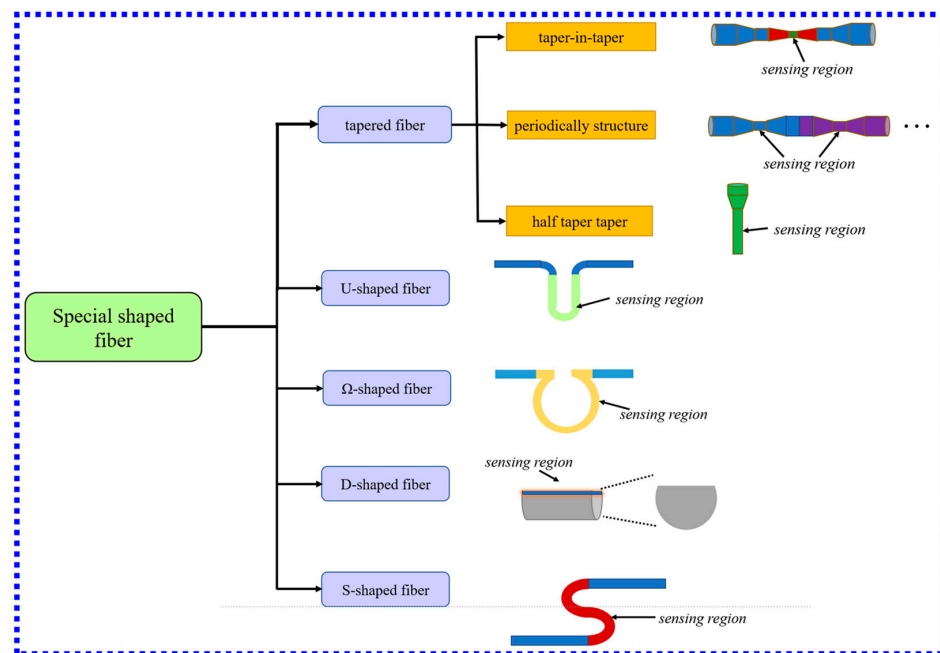 taper-in-taper
sensing region
tapered fiber
periodically structure
sensing region
...
half taper taper
sensing region
U-shaped fiber
sensing region
Special shaped
fiber
Ω-shaped fiber
sensing region
sensing region
D-shaped fiber
S-shaped fiber
sensing region